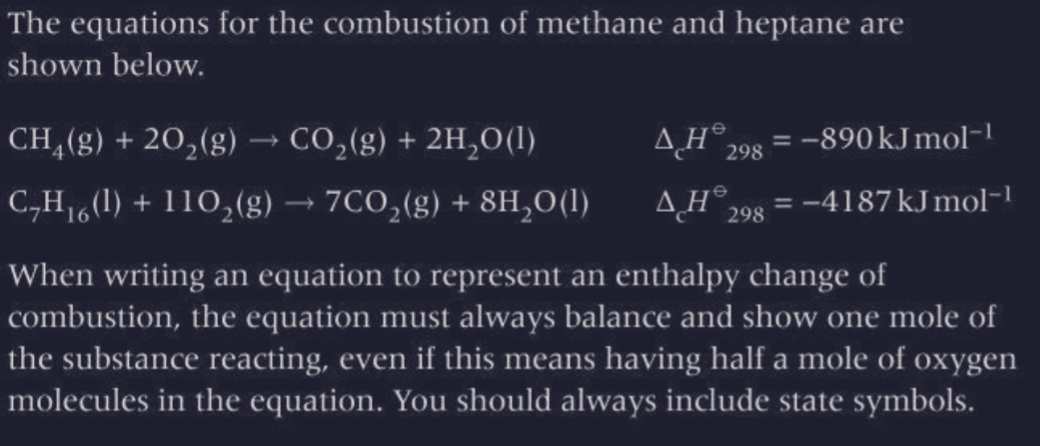 The equations for the combustion of methane and heptane are
shown below.
CH₄(g) + 2O₂(g) → CO₂(g) + 2H₂O(l) Δ꜀H⦵₂₉₈ = −890 kJ mol⁻¹
C₇H₁₆(l) + 11O₂(g) → 7CO₂(g) + 8H₂O(l) Δ꜀H⦵₂₉₈ = −4187 kJ mol⁻¹
When writing an equation to represent an enthalpy change of
combustion, the equation must always balance and show one mole of
the substance reacting, even if this means having half a mole of oxygen
molecules in the equation. You should always include state symbols.